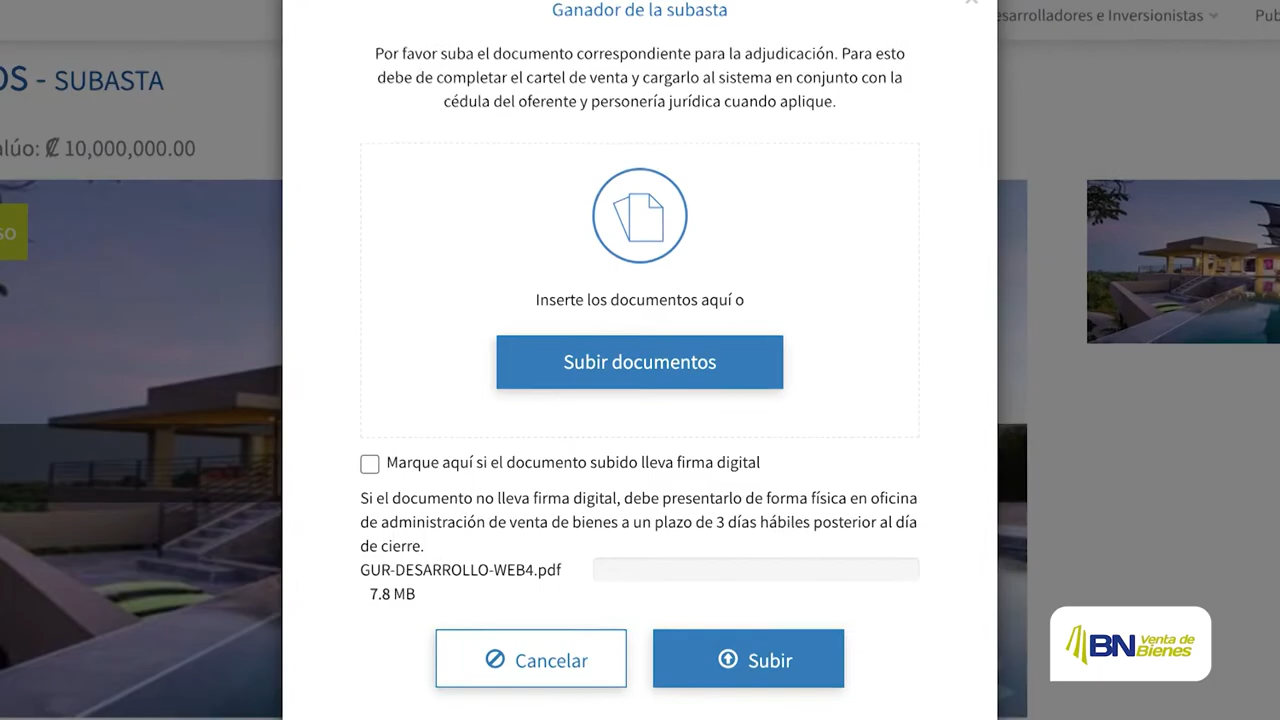 Ganador de la subasta
esarrolladores e Inversionistas
Pub
OS - SUBASTA
Por favor suba el documento correspondiente para la adjudicación. Para esto
debe de completar el cartel de venta y cargarlo al sistema en conjunto con la
cédula del oferente y personería jurídica cuando aplique.
alúo: ₡ 10,000,000.00
so
Inserte los documentos aquí o
Subir documentos
Marque aquí si el documento subido lleva firma digital
Si el documento no lleva firma digital, debe presentarlo de forma física en oficina
de administración de venta de bienes a un plazo de 3 días hábiles posterior al día
de cierre.
GUR-DESARROLLO-WEB4.pdf
7.8 MB
Cancelar
Subir
BN Venta de
Bienes